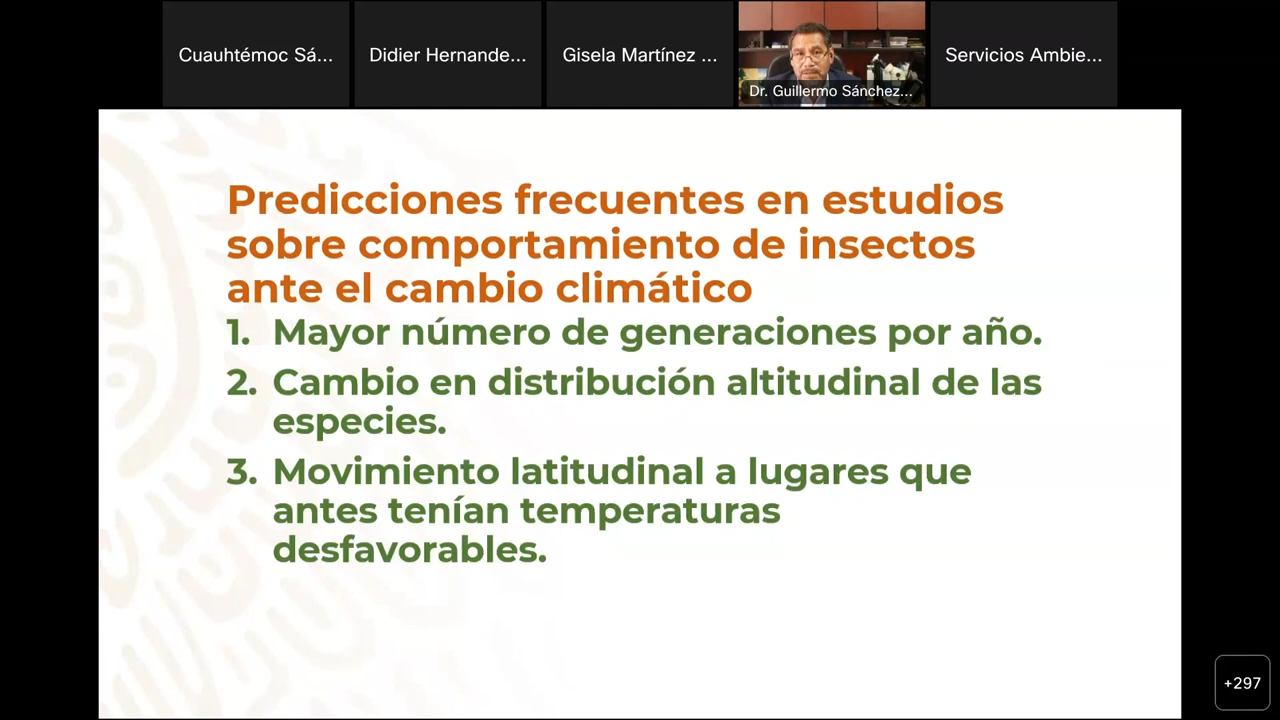 Cuauhtémoc Sá...
Didier Hernande...
Gisela Martínez ...
Dr. Guillermo Sánchez...
Servicios Ambie...
Predicciones frecuentes en estudios
sobre comportamiento de insectos
ante el cambio climático
1. Mayor número de generaciones por año.
2. Cambio en distribución altitudinal de las
especies.
3. Movimiento latitudinal a lugares que
antes tenían temperaturas
desfavorables.
+297